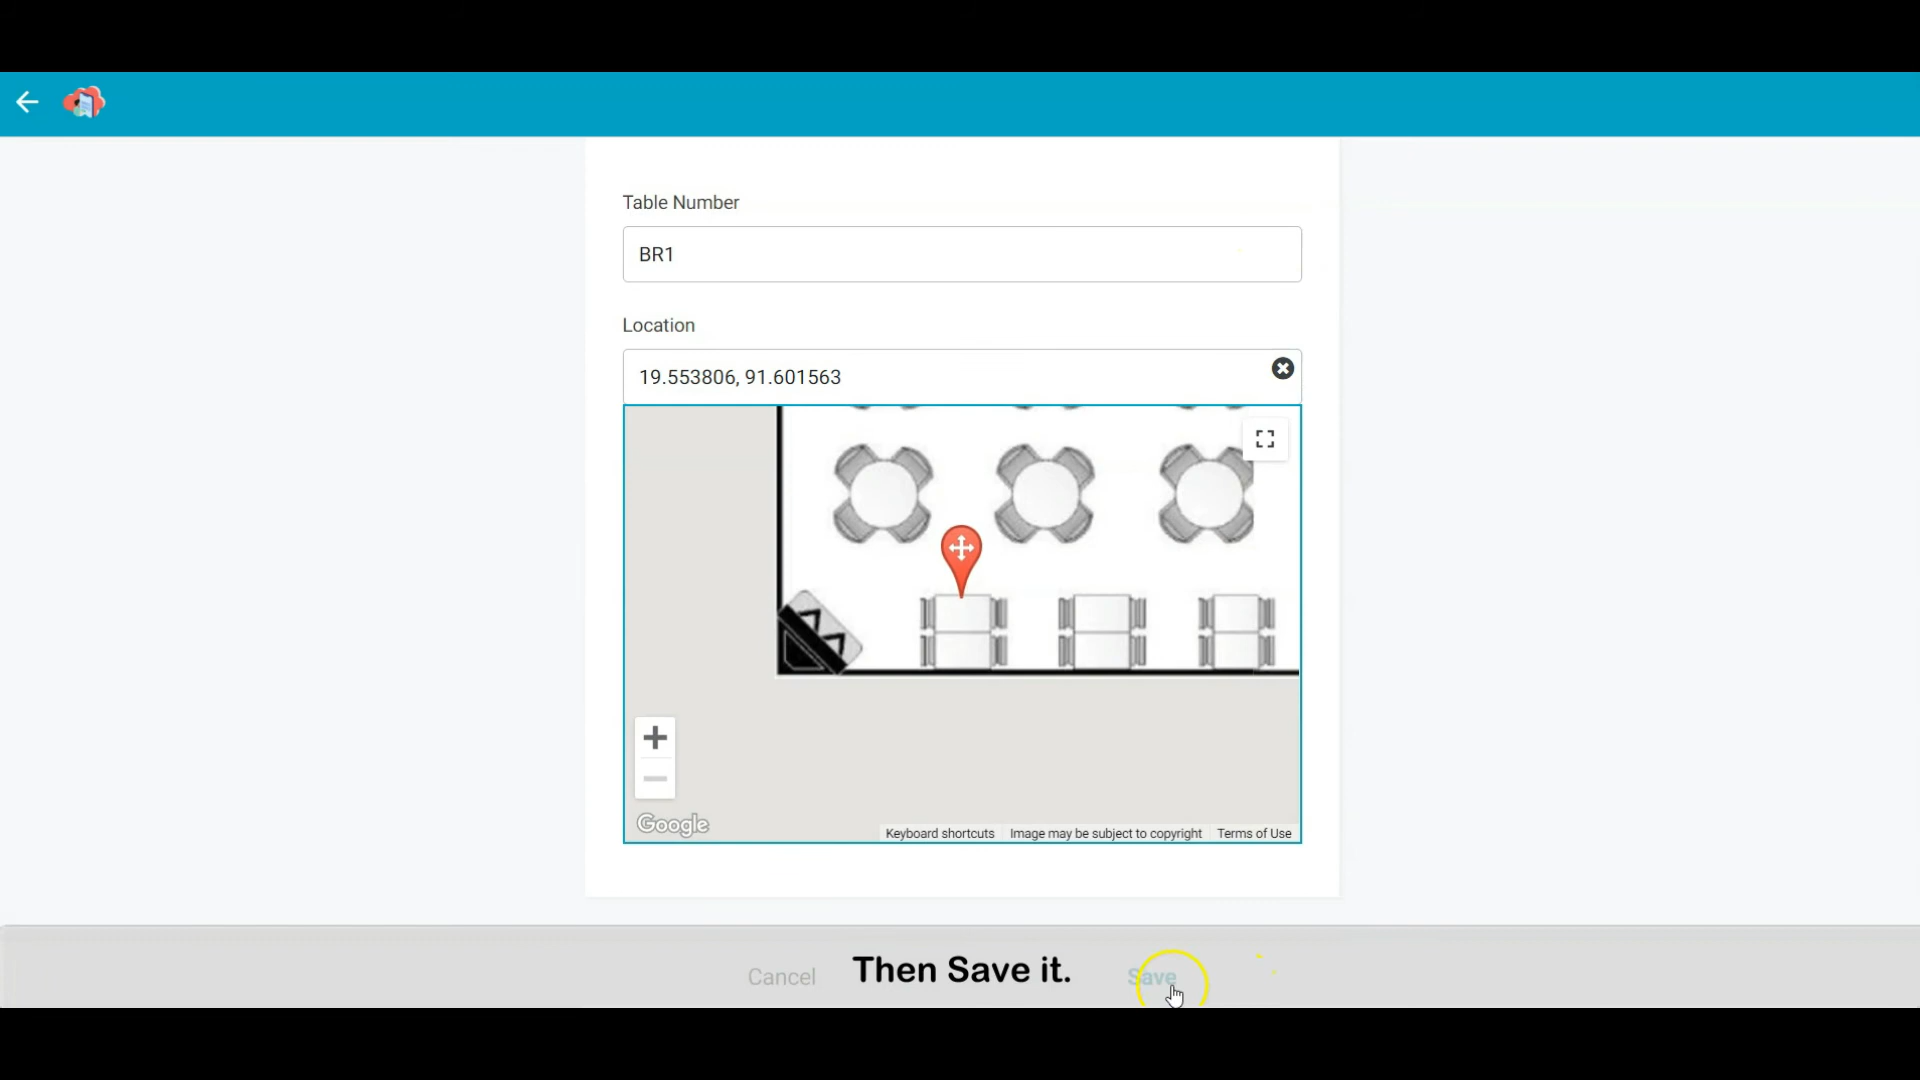 Table Number
BR1
Location
19.553806, 91.601563
Google
Keyboard shortcuts Image may be subject to copyright Terms of Use
Cancel Then Save it. Save